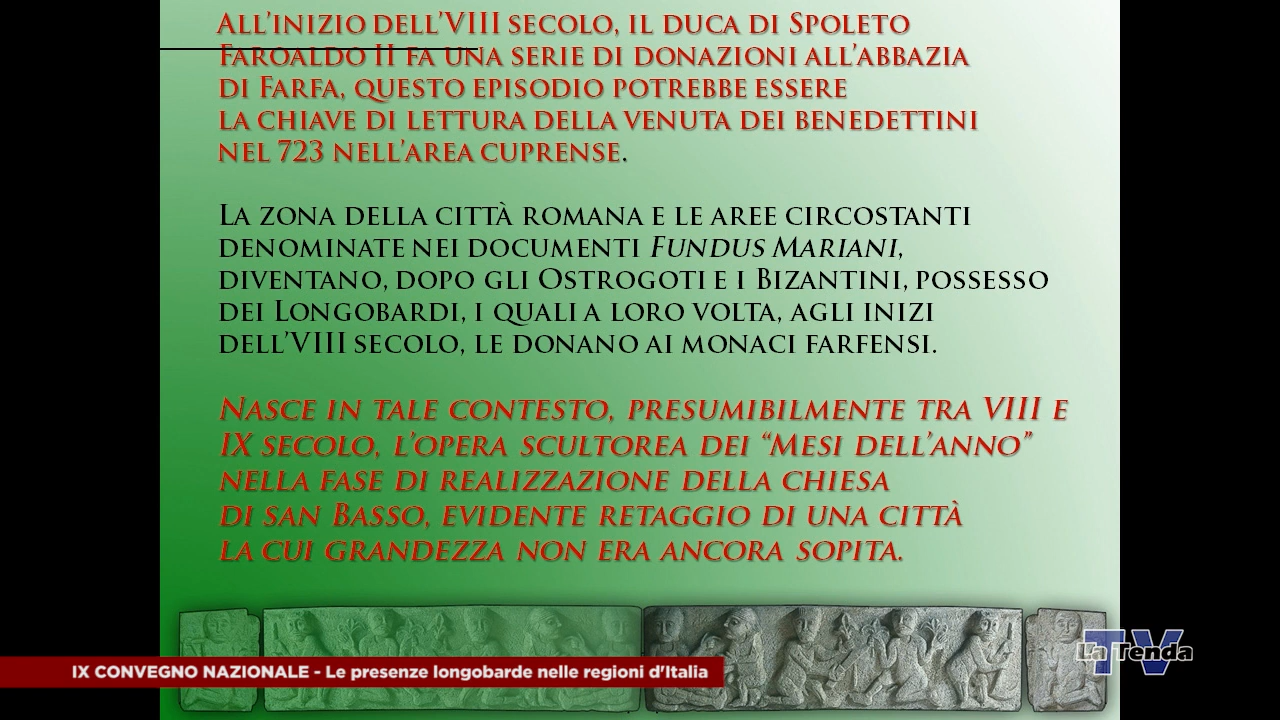 All'inizio dell'VIII secolo, il duca di Spoleto
Faroaldo II fa una serie di donazioni all'abbazia
di Farfa, questo episodio potrebbe essere
la chiave di lettura della venuta dei benedettini
nel 723 nell'area cuprense.
La zona della città romana e le aree circostanti
denominate nei documenti Fundus Mariani,
diventano, dopo gli Ostrogoti e i Bizantini, possesso
dei Longobardi, i quali a loro volta, agli inizi
dell'VIII secolo, le donano ai monaci farfensi.
Nasce in tale contesto, presumibilmente tra VIII e
IX secolo, l'opera scultorea dei “Mesi dell'anno”
nella fase di realizzazione della chiesa
di san Basso, evidente retaggio di una città
la cui grandezza non era ancora sopita.
IX CONVEGNO NAZIONALE - Le presenze longobarde nelle regioni d'Italia
TV
La Tenda